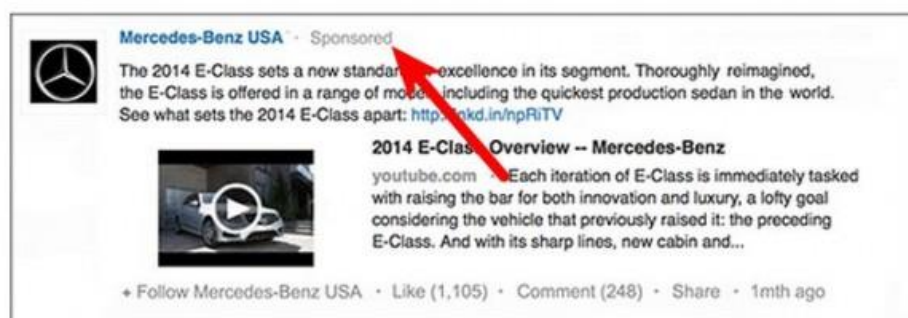 Mercedes-Benz USA · Sponsored
The 2014 E-Class sets a new standard excellence in its segment. Thoroughly reimagined,
the E-Class is offered in a range of models including the quickest production sedan in the world.
See what sets the 2014 E-Class apart: http://lnkd.in/npRiTV
2014 E-Class Overview -- Mercedes-Benz
youtube.com · Each iteration of E-Class is immediately tasked
with raising the bar for both innovation and luxury, a lofty goal
considering the vehicle that previously raised it: the preceding
E-Class. And with its sharp lines, new cabin and...
+ Follow Mercedes-Benz USA · Like (1,105) · Comment (248) · Share · 1mth ago